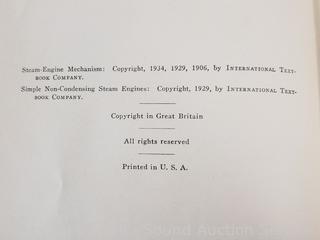 Steam-Engine Mechanism: Copyright, 1934, 1929, 1906, by INTERNATIONAL TEXT-
BOOK COMPANY.
Simple Non-Condensing Steam Engines: Copyright, 1929, by INTERNATIONAL TEXT-
BOOK COMPANY.
Copyright in Great Britain
All rights reserved
Printed in U. S. A.
Sound Auction Service